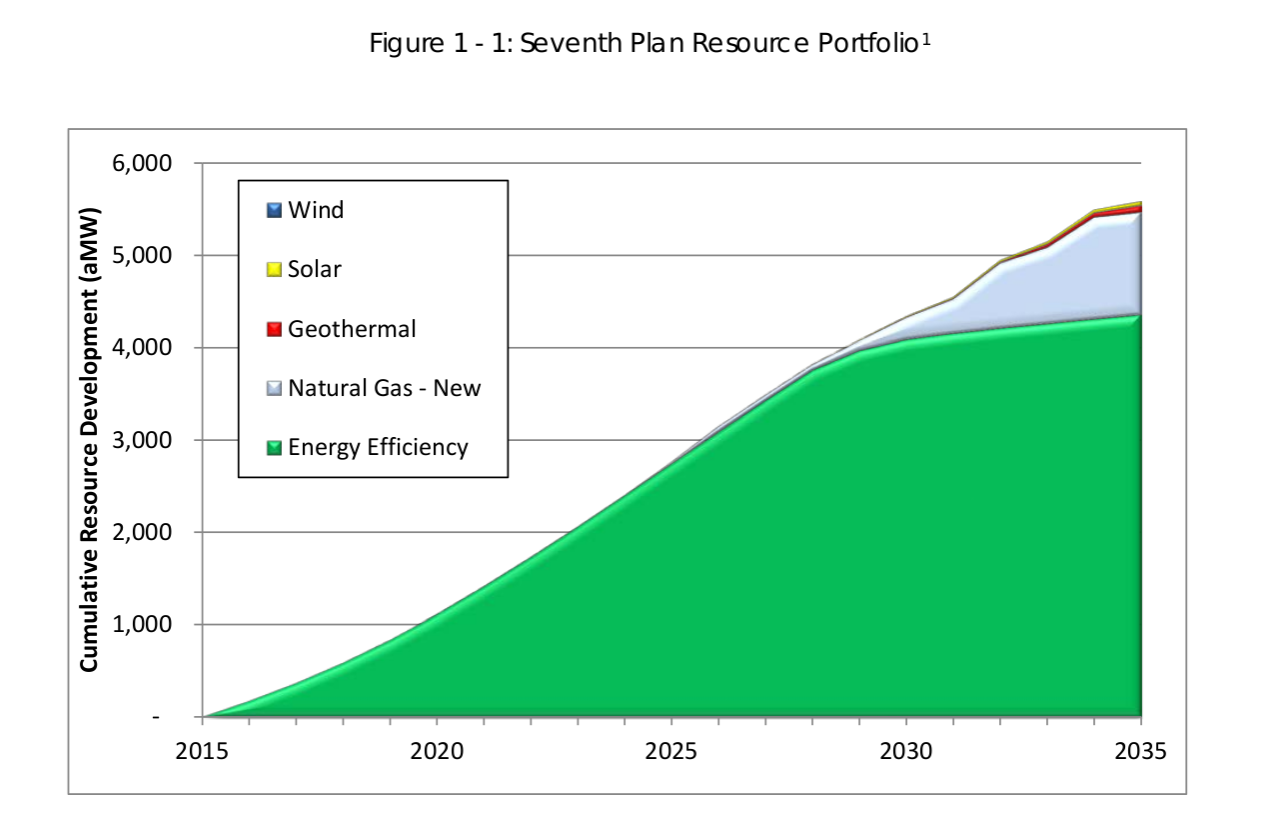 Figure 1 - 1: Seventh Plan Resource Portfolio1
6,000
5,000
4,000
3,000
2,000
1,000
-
Cumulative Resource Development (aMW)
Wind
Solar
Geothermal
Natural Gas - New
Energy Efficiency
2015 2020 2025 2030 2035